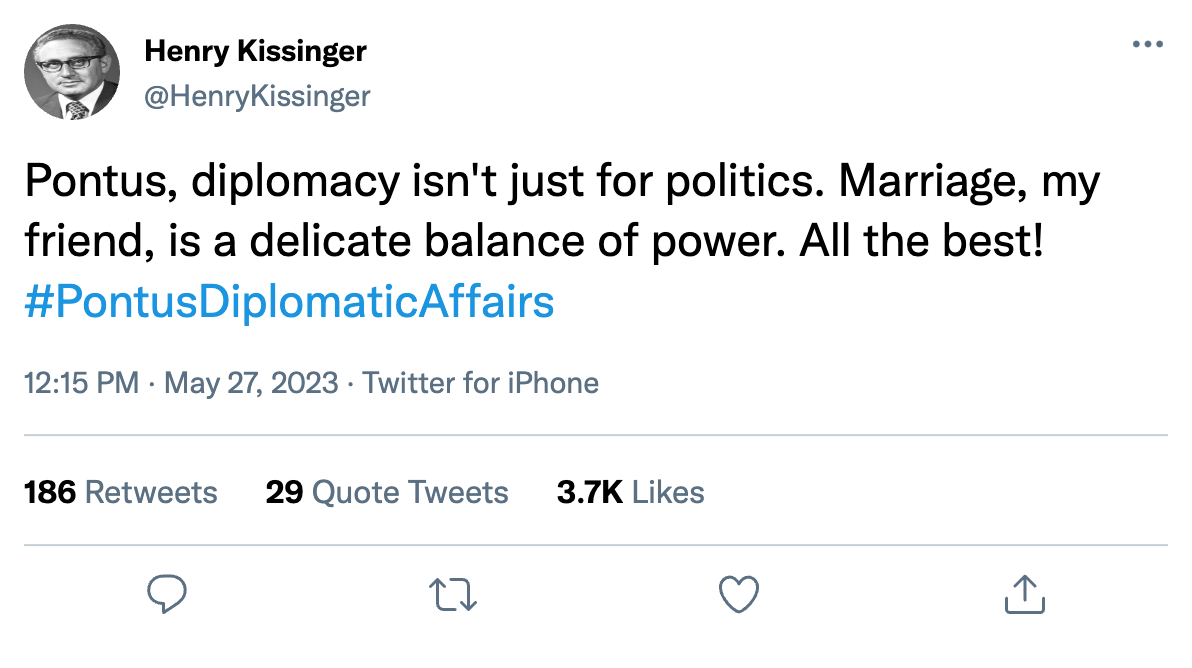 Henry Kissinger
@HenryKissinger
Pontus, diplomacy isn't just for politics. Marriage, my
friend, is a delicate balance of power. All the best!
#PontusDiplomaticAffairs
12:15 PM · May 27, 2023 · Twitter for iPhone
186 Retweets 29 Quote Tweets 3.7K Likes